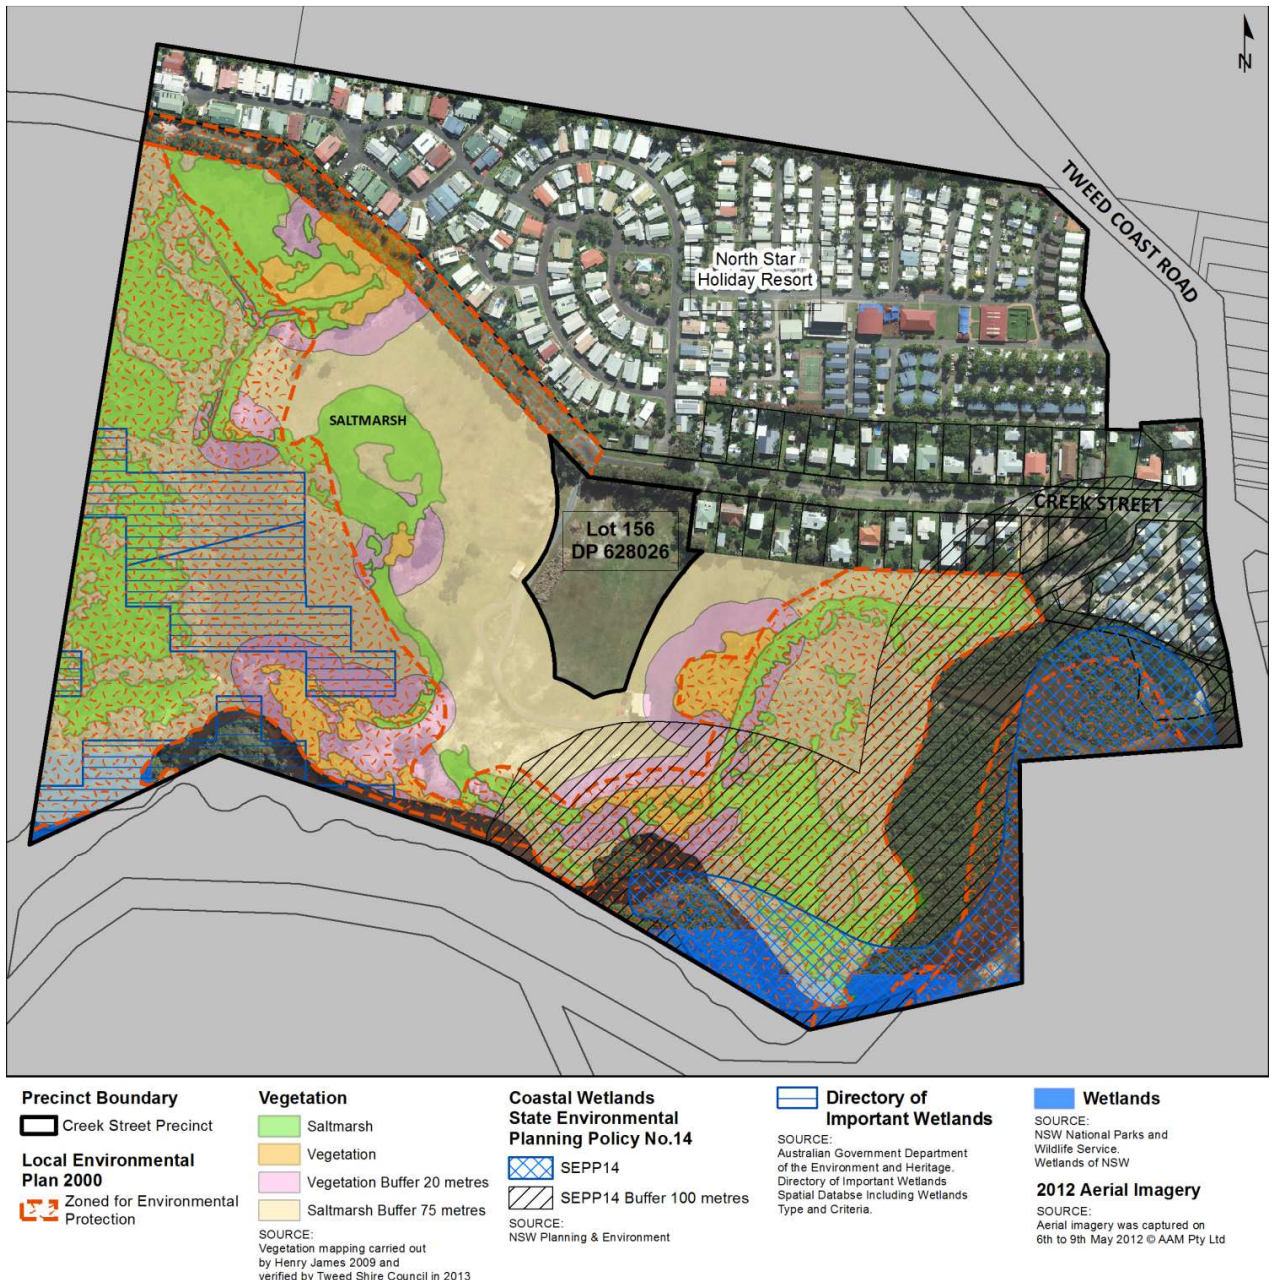 N
TWEED COAST ROAD
North Star
Holiday Resort
SALTMARSH
CREEK STREET
Lot 156
DP 628026
Precinct Boundary
Creek Street Precinct
Local Environmental
Plan 2000
Zoned for Environmental
Protection
Vegetation
Saltmarsh
Vegetation
Vegetation Buffer 20 metres
Saltmarsh Buffer 75 metres
SOURCE:
Vegetation mapping carried out
by Henry James 2009 and
verified by Tweed Shire Council in 2013
Coastal Wetlands
State Environmental
Planning Policy No.14
SEPP14
SEPP14 Buffer 100 metres
SOURCE:
NSW Planning & Environment
Directory of
Important Wetlands
SOURCE:
Australian Government Department
of the Environment and Heritage.
Directory of Important Wetlands
Spatial Databse Including Wetlands
Type and Criteria.
Wetlands
SOURCE:
NSW National Parks and
Wildlife Service.
Wetlands of NSW
2012 Aerial Imagery
SOURCE:
Aerial imagery was captured on
6th to 9th May 2012 © AAM Pty Ltd